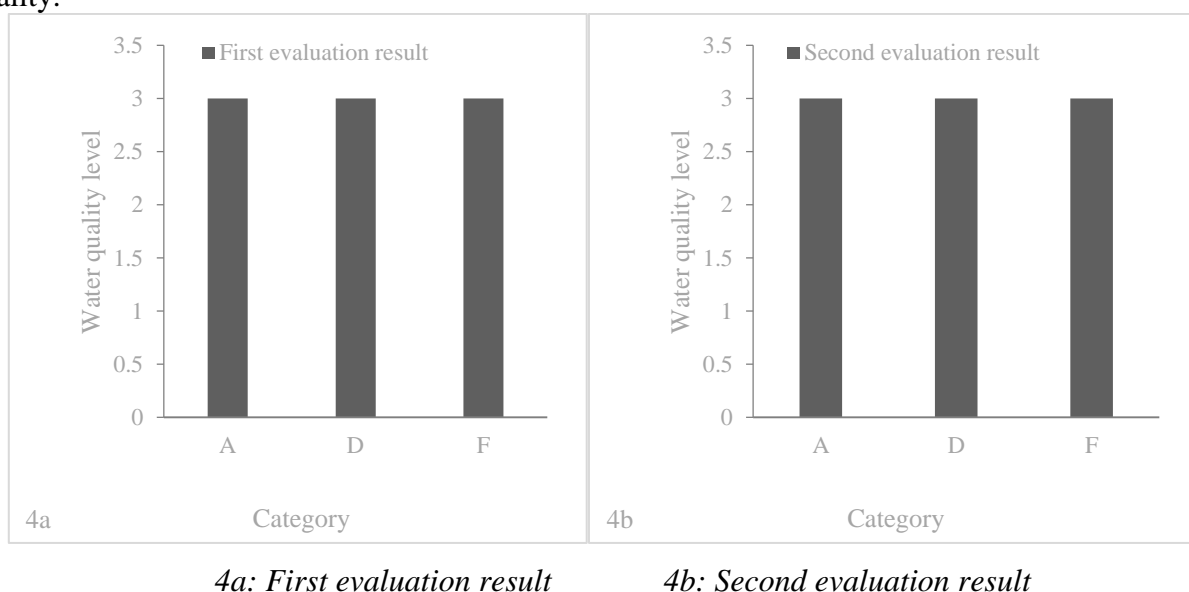 ality.
3.5
First evaluation result
3
2.5
2
1.5
1
0.5
0
Water quality level
A D F
4a
Category
3.5
Second evaluation result
3
2.5
2
1.5
1
0.5
0
Water quality level
A D F
4b
Category
4a: First evaluation result 4b: Second evaluation result